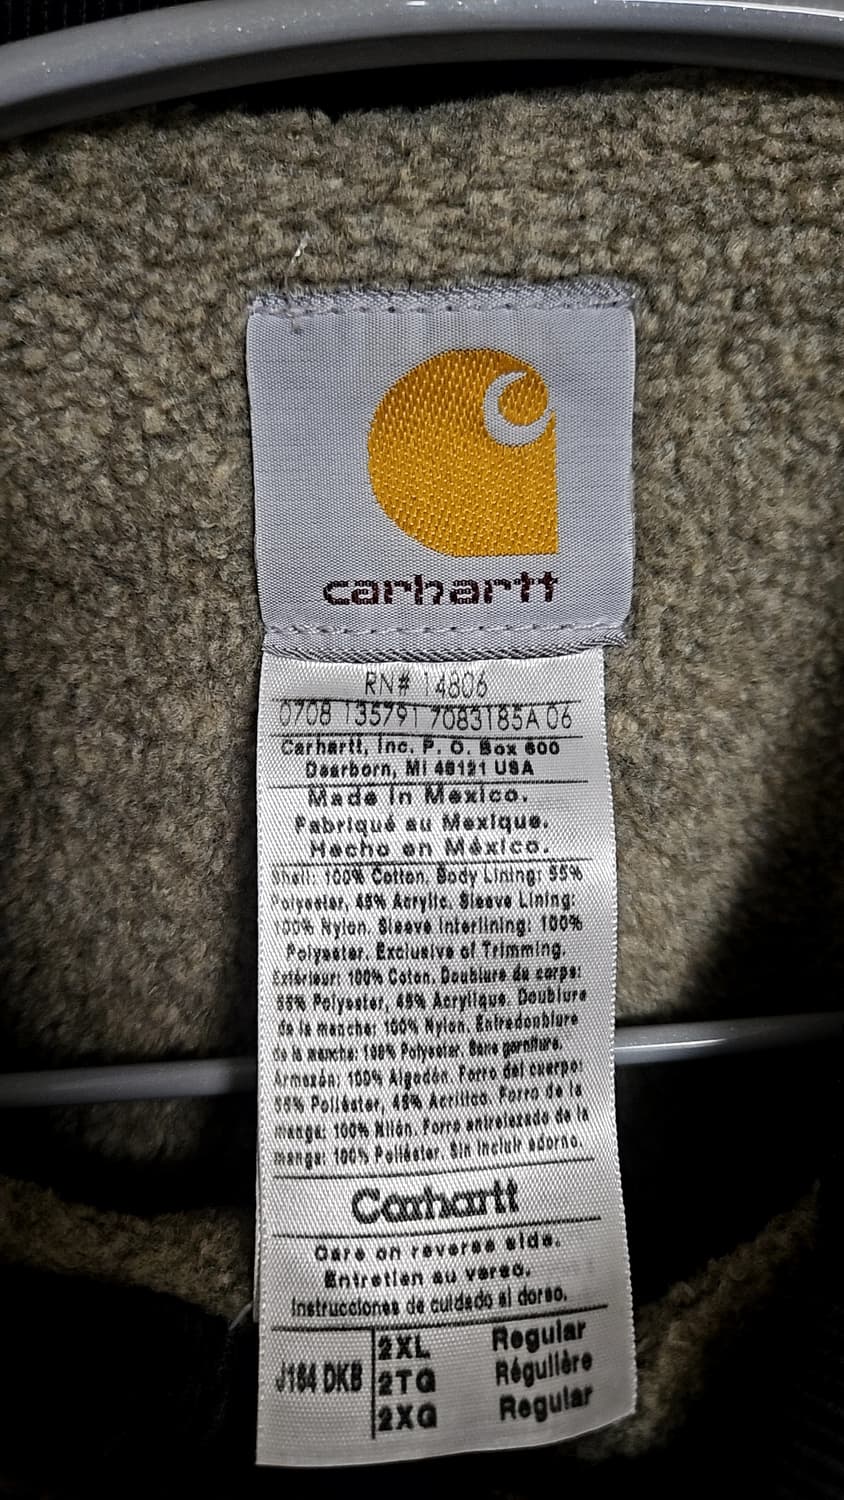 carhartt
RN# 14806
0708 135791 7083185A 06
Carhartt, Inc. P. O. Box 600
Dearborn, MI 48121 USA
Made in Mexico.
Fabriqué au Mexique.
Hecho en México.
Shell: 100% Cotton, Body Lining: 55%
Polyester, 45% Acrylic. Sleeve Lining:
100% Nylon. Sleeve Interlining: 100%
Polyester. Exclusive of Trimming.
Extérieur: 100% Coton, Doublure de corps:
55% Polyester, 45% Acrylique. Doublure
de la manche: 100% Nylon. Entredoublure
de la manche: 100% Polyester. Sans garniture.
Armazón: 100% Algodón. Forro del cuerpo:
55% Poliéster, 45% Acrílico. Forro de la
manga: 100% Nilón. Forro entrelazado de la
manga: 100% Poliéster. Sin incluir adorno.
Carhartt
Care on reverse side.
Entretien au verso.
Instrucciones de cuidado al dorso.
J184 DKB
2XL Regular
2TG Régulière
2XG Regular